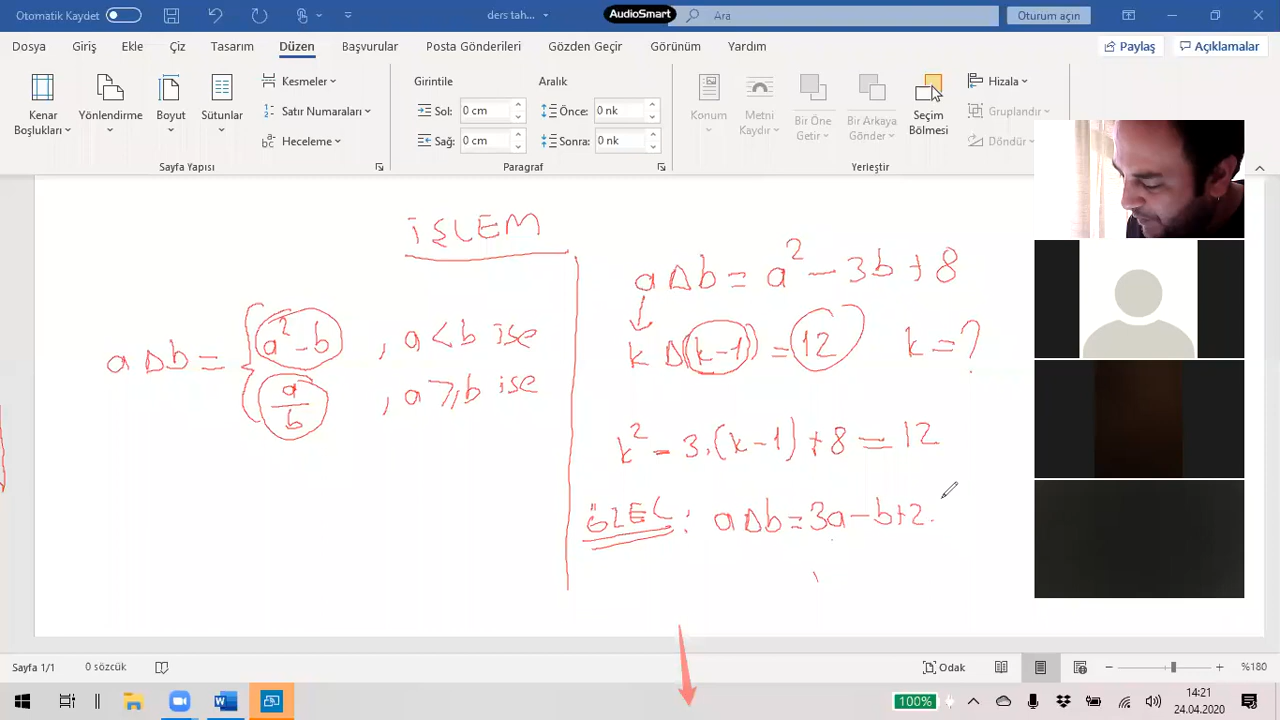 Otomatik Kaydet
ders tah...
AudioSmart
Ara
Oturum açın
Dosya Giriş Ekle Çiz Tasarım Düzen Başvurular Posta Gönderileri Gözden Geçir Görünüm Yardım
Paylaş Açıklamalar
Kenar Boşlukları
Yönlendirme
Boyut
Sütunlar
Kesmeler
Satır Numaraları
Heceleme
Sayfa Yapısı
Girintile
Sol: 0 cm
Sağ: 0 cm
Aralık
Önce: 0 nk
Sonra: 0 nk
Paragraf
Konum
Metni Kaydır
Bir Öne Getir
Bir Arkaya Gönder
Seçim Bölmesi
Hizala
Gruplandır
Döndür
Yerleştir
İŞLEM
a Δ b = { a² - b , a < b ise
a/b , a ⩾ b ise
a Δ b = a² - 3b + 8
k Δ (k-1) = 12 k = ?
k² - 3.(k-1) + 8 = 12
ÖZEL : a Δ b = 3a - b + 2.
Sayfa 1/1 0 sözcük
Odak
%180
100%
14:21
24.04.2020